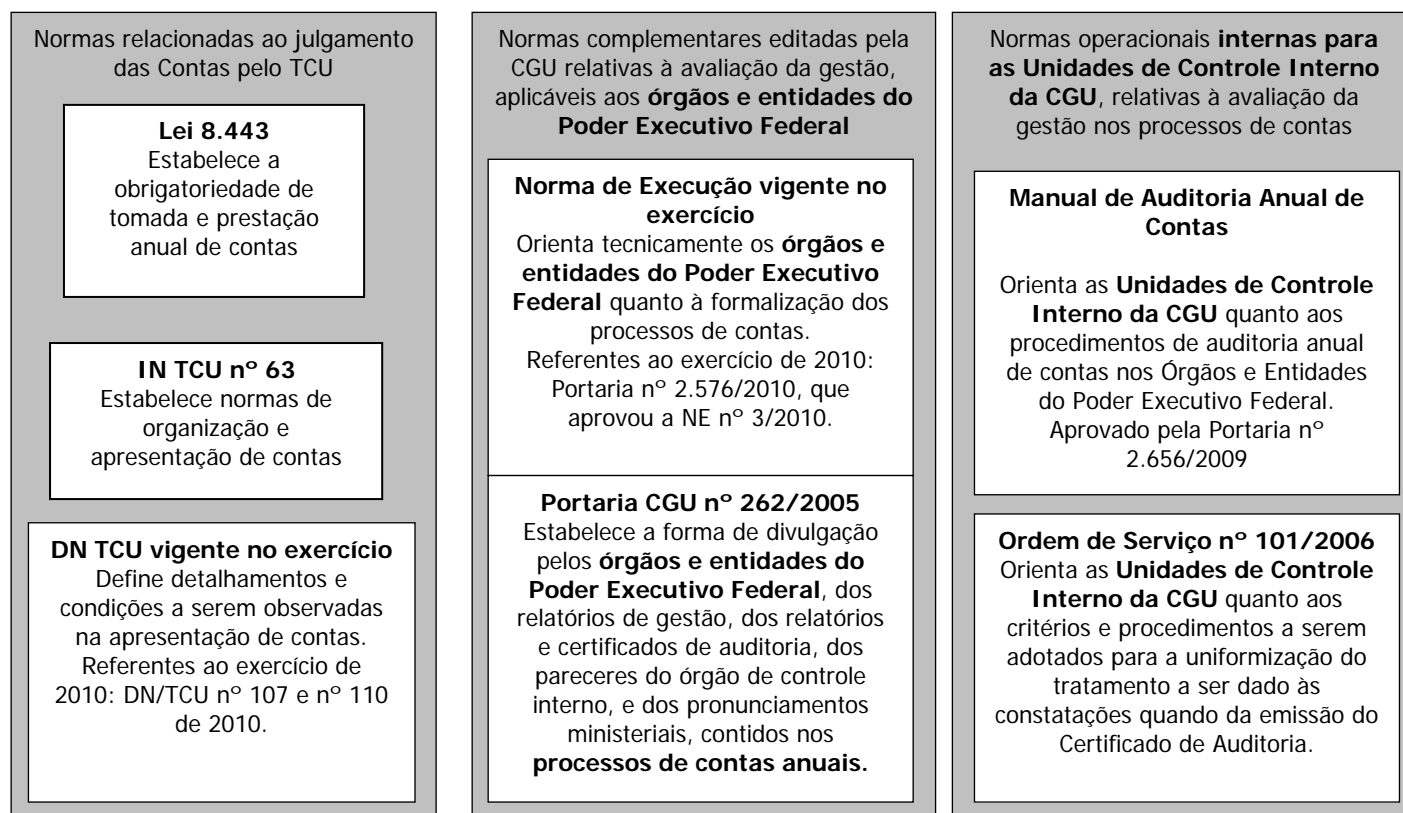 Normas relacionadas ao julgamento
das Contas pelo TCU
Lei 8.443
Estabelece a
obrigatoriedade de
tomada e prestação
anual de contas
IN TCU nº 63
Estabelece normas de
organização e
apresentação de contas
DN TCU vigente no exercício
Define detalhamentos e
condições a serem observadas
na apresentação de contas.
Referentes ao exercício de
2010: DN/TCU nº 107 e nº 110
de 2010.
Normas complementares editadas pela
CGU relativas à avaliação da gestão,
aplicáveis aos órgãos e entidades do
Poder Executivo Federal
Norma de Execução vigente no
exercício
Orienta tecnicamente os órgãos e
entidades do Poder Executivo
Federal quanto à formalização dos
processos de contas.
Referentes ao exercício de 2010:
Portaria nº 2.576/2010, que
aprovou a NE nº 3/2010.
Portaria CGU nº 262/2005
Estabelece a forma de divulgação
pelos órgãos e entidades do
Poder Executivo Federal, dos
relatórios de gestão, dos relatórios
e certificados de auditoria, dos
pareceres do órgão de controle
interno, e dos pronunciamentos
ministeriais, contidos nos
processos de contas anuais.
Normas operacionais internas para
as Unidades de Controle Interno
da CGU, relativas à avaliação da
gestão nos processos de contas
Manual de Auditoria Anual de
Contas
Orienta as Unidades de Controle
Interno da CGU quanto aos
procedimentos de auditoria anual
de contas nos Órgãos e Entidades
do Poder Executivo Federal.
Aprovado pela Portaria nº
2.656/2009
Ordem de Serviço nº 101/2006
Orienta as Unidades de Controle
Interno da CGU quanto aos
critérios e procedimentos a serem
adotados para a uniformização do
tratamento a ser dado às
constatações quando da emissão do
Certificado de Auditoria.